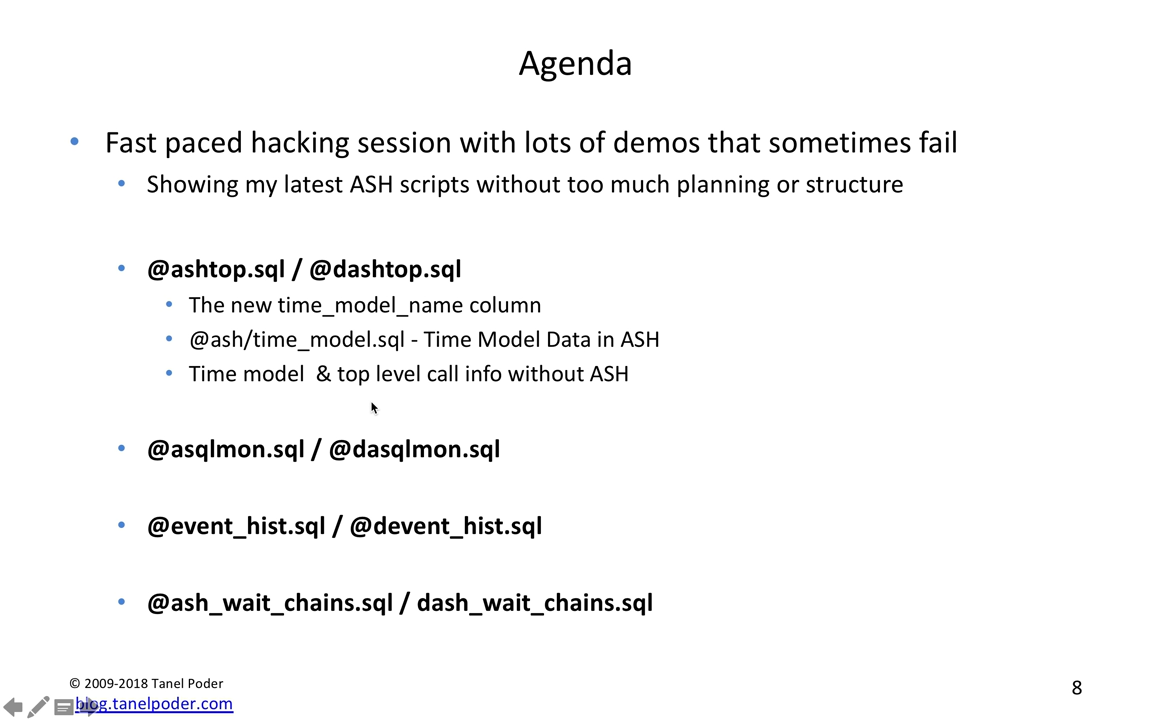 Agenda
• Fast paced hacking session with lots of demos that sometimes fail
• Showing my latest ASH scripts without too much planning or structure
• @ashtop.sql / @dashtop.sql
• The new time_model_name column
• @ash/time_model.sql - Time Model Data in ASH
• Time model & top level call info without ASH
• @asqlmon.sql / @dasqlmon.sql
• @event_hist.sql / @devent_hist.sql
• @ash_wait_chains.sql / dash_wait_chains.sql
© 2009-2018 Tanel Poder
blog.tanelpoder.com
8